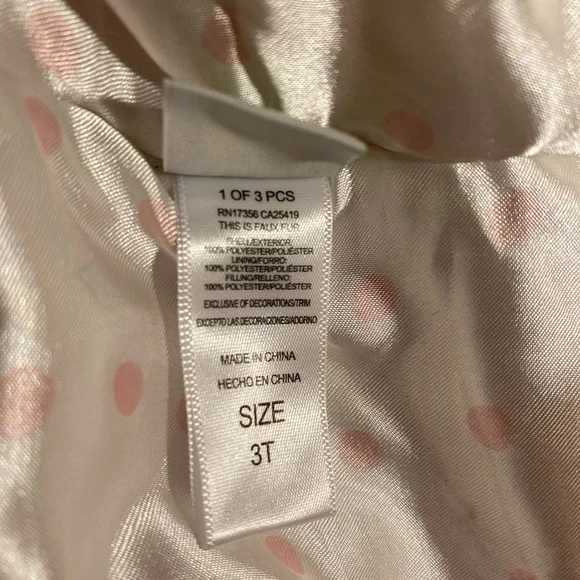 1 OF 3 PCS
RN17356 CA25419
THIS IS FAUX FUR
SHELL/EXTERIOR:
100% POLYESTER/POLIÉSTER
LINING/FORRO:
100% POLYESTER/POLIÉSTER
FILLING/RELLENO:
100% POLYESTER/POLIÉSTER
EXCLUSIVE OF DECORATIONS/TRIM
EXCEPTO LAS DECORACIONES/ADORNO
MADE IN CHINA
HECHO EN CHINA
SIZE
3T